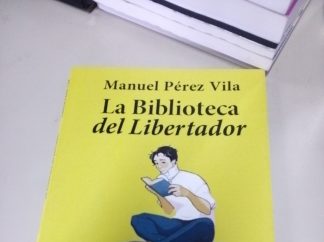 Manuel Pérez Vila
La Biblioteca
del Libertador